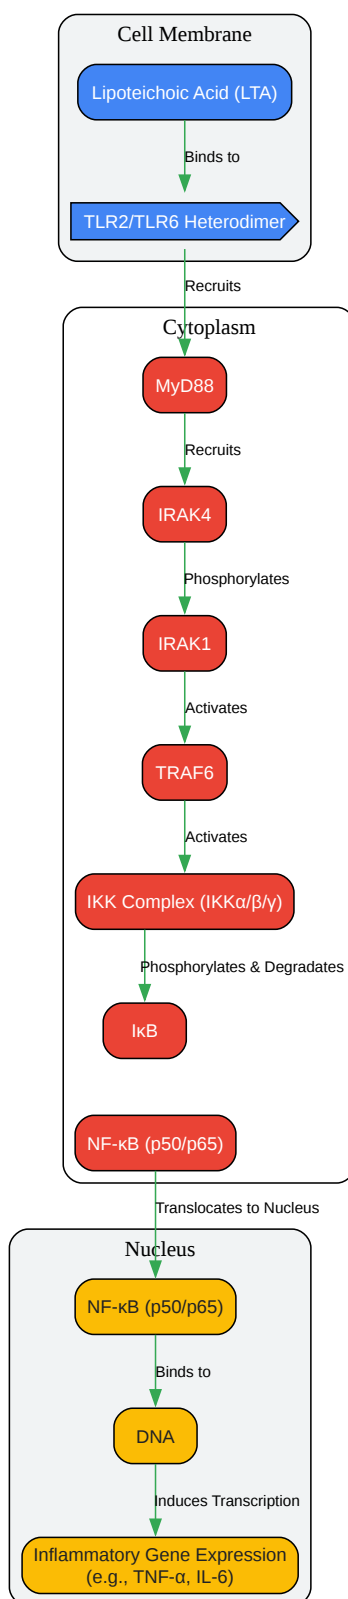 Cell Membrane
Lipoteichoic Acid (LTA)
Binds to
TLR2/TLR6 Heterodimer
Recruits
Cytoplasm
MyD88
Recruits
IRAK4
Phosphorylates
IRAK1
Activates
TRAF6
Activates
IKK Complex (IKKα/β/γ)
Phosphorylates & Degradates
IκB
NF-κB (p50/p65)
Translocates to Nucleus
Nucleus
NF-κB (p50/p65)
Binds to
DNA
Induces Transcription
Inflammatory Gene Expression
(e.g., TNF-α, IL-6)